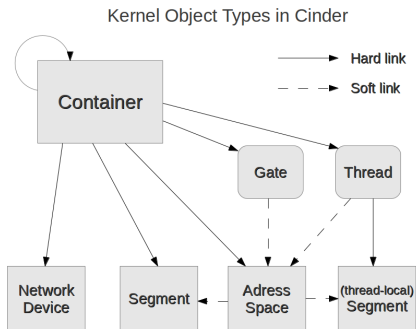 Kernel Object Types in Cinder
Hard link
Soft link
Container
Gate
Thread
Network
Device
Segment
Adress
Space
(thread-local)
Segment